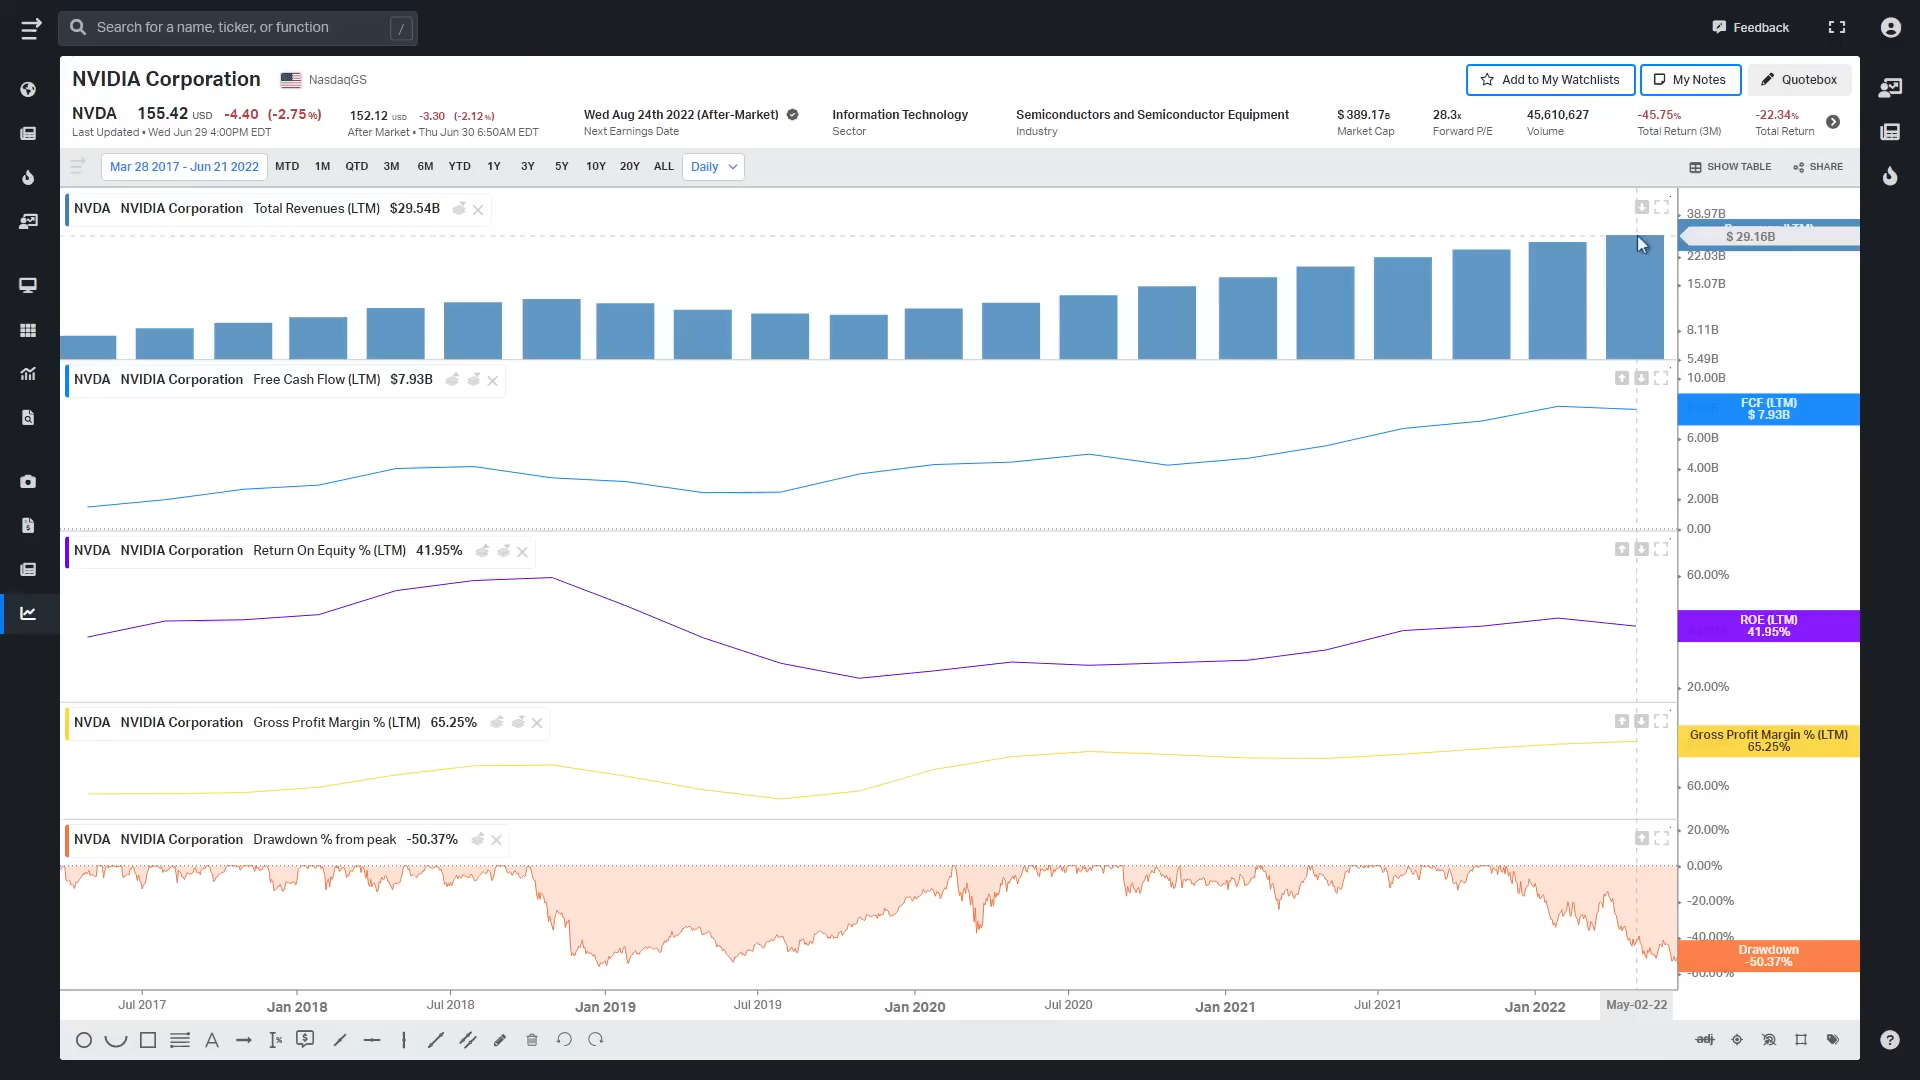 Search for a name, ticker, or function /
Feedback
NVIDIA Corporation NasdaqGS
Add to My Watchlists My Notes Quotebox
NVDA 155.42 USD -4.40 (-2.75%) 152.12 USD -3.30 (-2.12%) Wed Aug 24th 2022 (After-Market) Information Technology Semiconductors and Semiconductor Equipment $ 389.17B 28.3x 45,610,627 -45.75% -22.34%
Last Updated • Wed Jun 29 4:00PM EDT After Market • Thu Jun 30 6:50AM EDT Next Earnings Date Sector Industry Market Cap Forward P/E Volume Total Return (3M) Total Return
Mar 28 2017 - Jun 21 2022 MTD 1M QTD 3M 6M YTD 1Y 3Y 5Y 10Y 20Y ALL Daily SHOW TABLE SHARE
NVDA NVIDIA Corporation Total Revenues (LTM) $29.54B
38.97B
$ 29.16B
22.03B
15.07B
8.11B
5.49B
NVDA NVIDIA Corporation Free Cash Flow (LTM) $7.93B
10.00B
FCF (LTM)
$ 7.93B
6.00B
4.00B
2.00B
0.00
NVDA NVIDIA Corporation Return On Equity % (LTM) 41.95%
60.00%
ROE (LTM)
41.95%
20.00%
NVDA NVIDIA Corporation Gross Profit Margin % (LTM) 65.25%
Gross Profit Margin % (LTM)
65.25%
60.00%
NVDA NVIDIA Corporation Drawdown % from peak -50.37%
20.00%
0.00%
-20.00%
-40.00%
Drawdown
-50.37%
-60.00%
Jul 2017 Jan 2018 Jul 2018 Jan 2019 Jul 2019 Jan 2020 Jul 2020 Jan 2021 Jul 2021 Jan 2022 May-02-22
A % $ adj ?